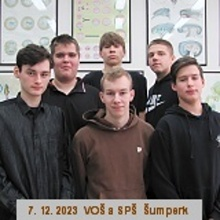 7. 12. 2023 VOŠ a SPŠ Šumperk